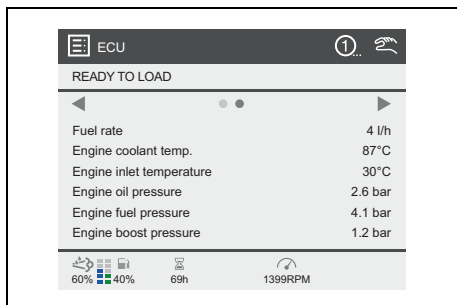 ECU
1...
READY TO LOAD
Fuel rate 4 l/h
Engine coolant temp. 87°C
Engine inlet temperature 30°C
Engine oil pressure 2.6 bar
Engine fuel pressure 4.1 bar
Engine boost pressure 1.2 bar
60% 40% 69h 1399RPM